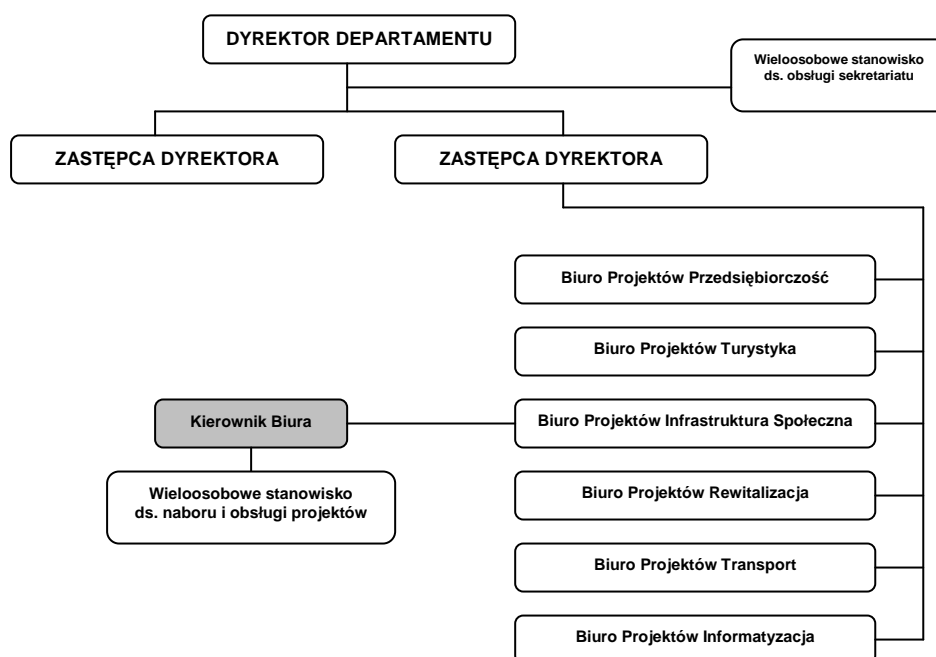 DYREKTOR DEPARTAMENTU
Wieloosobowe stanowisko
ds. obsługi sekretariatu
ZASTĘPCA DYREKTORA
ZASTĘPCA DYREKTORA
Biuro Projektów Przedsiębiorczość
Biuro Projektów Turystyka
Kierownik Biura
Biuro Projektów Infrastruktura Społeczna
Wieloosobowe stanowisko
ds. naboru i obsługi projektów
Biuro Projektów Rewitalizacja
Biuro Projektów Transport
Biuro Projektów Informatyzacja